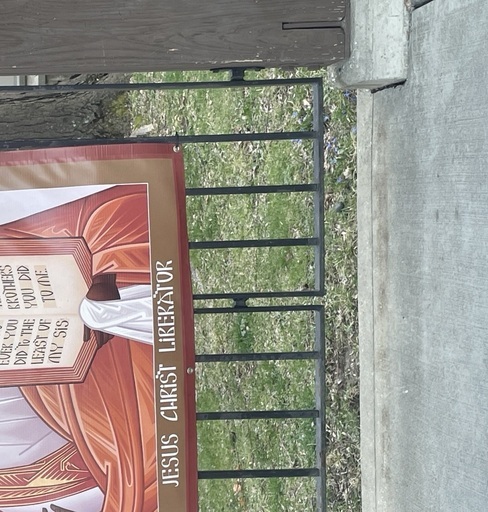 EVER YOU
DID TO THE
LEAST OF
MY SIS
BROTHERS
YOU DID
TO ME
JESUS CHRIST LIBERATOR